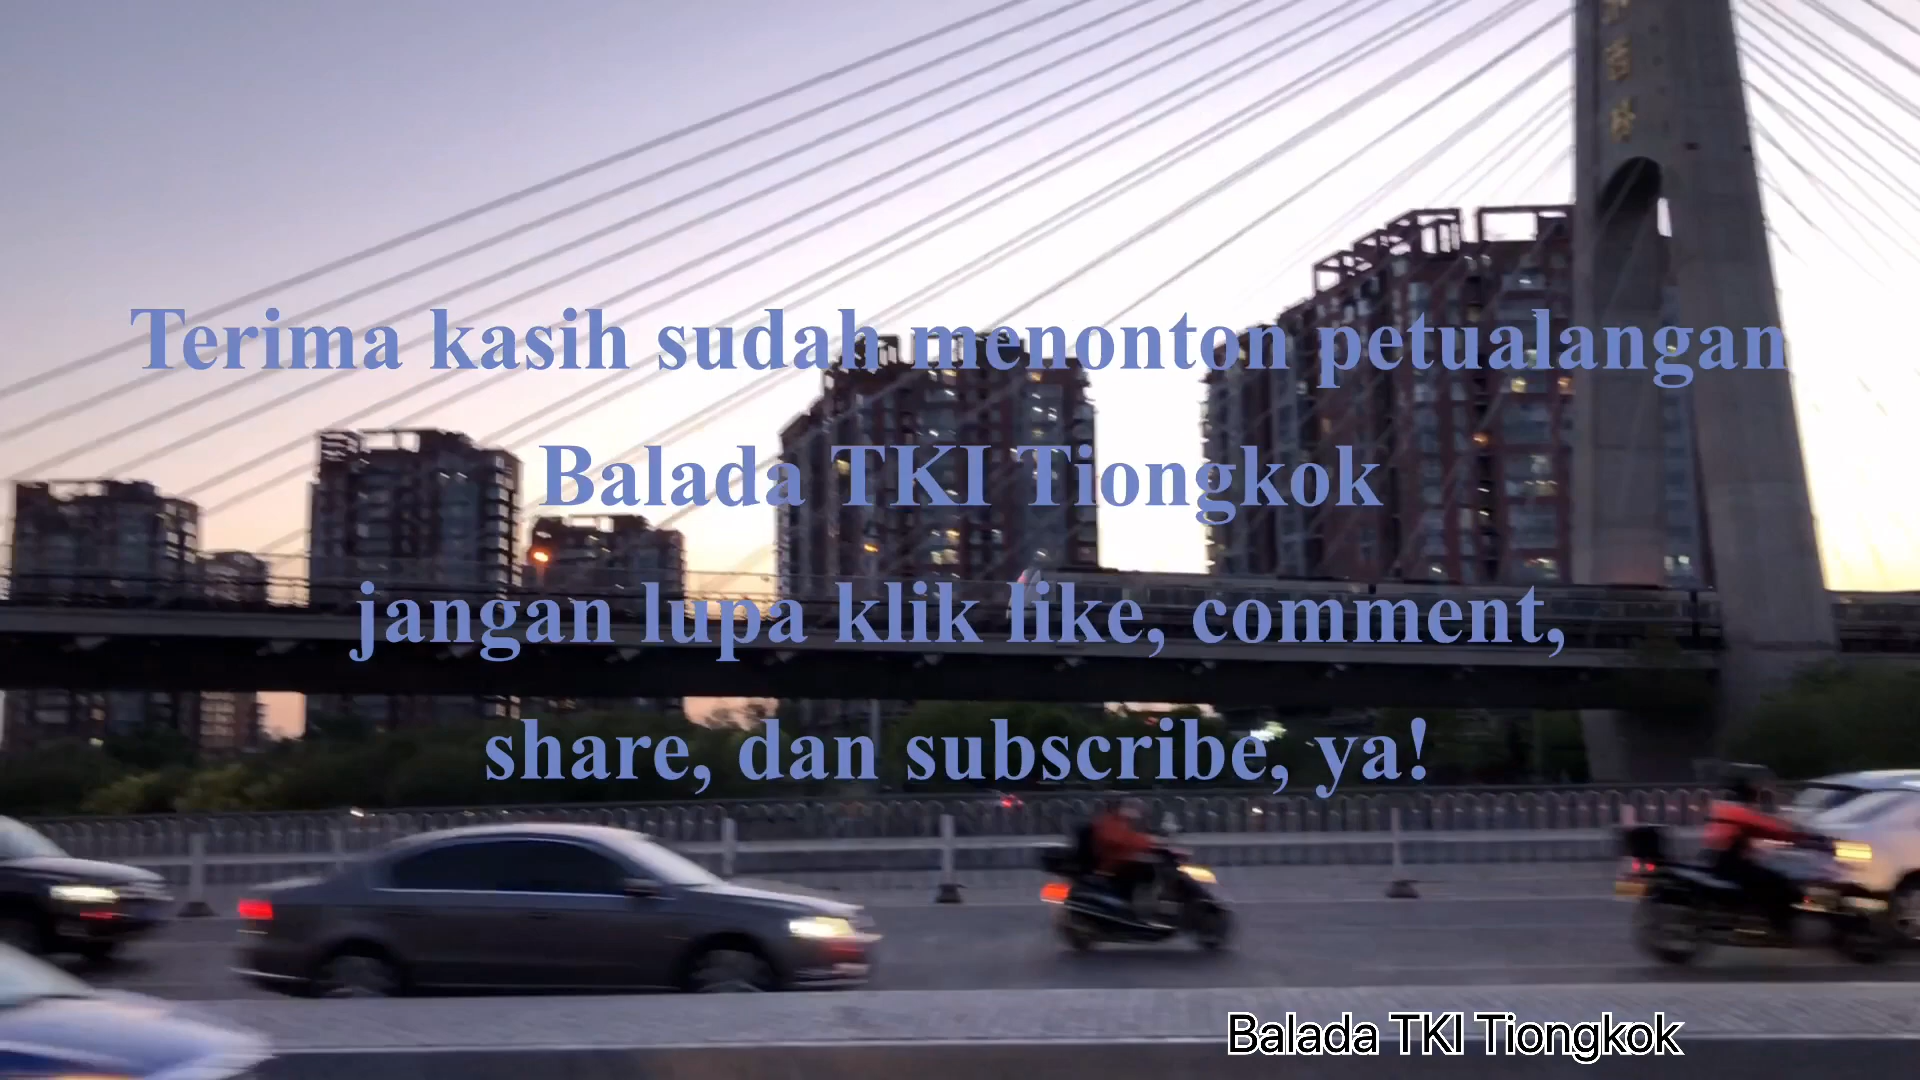 Terima kasih sudah menonton petualangan
Balada TKI Tiongkok
jangan lupa klik like, comment,
share, dan subscribe, ya!
Balada TKI Tiongkok